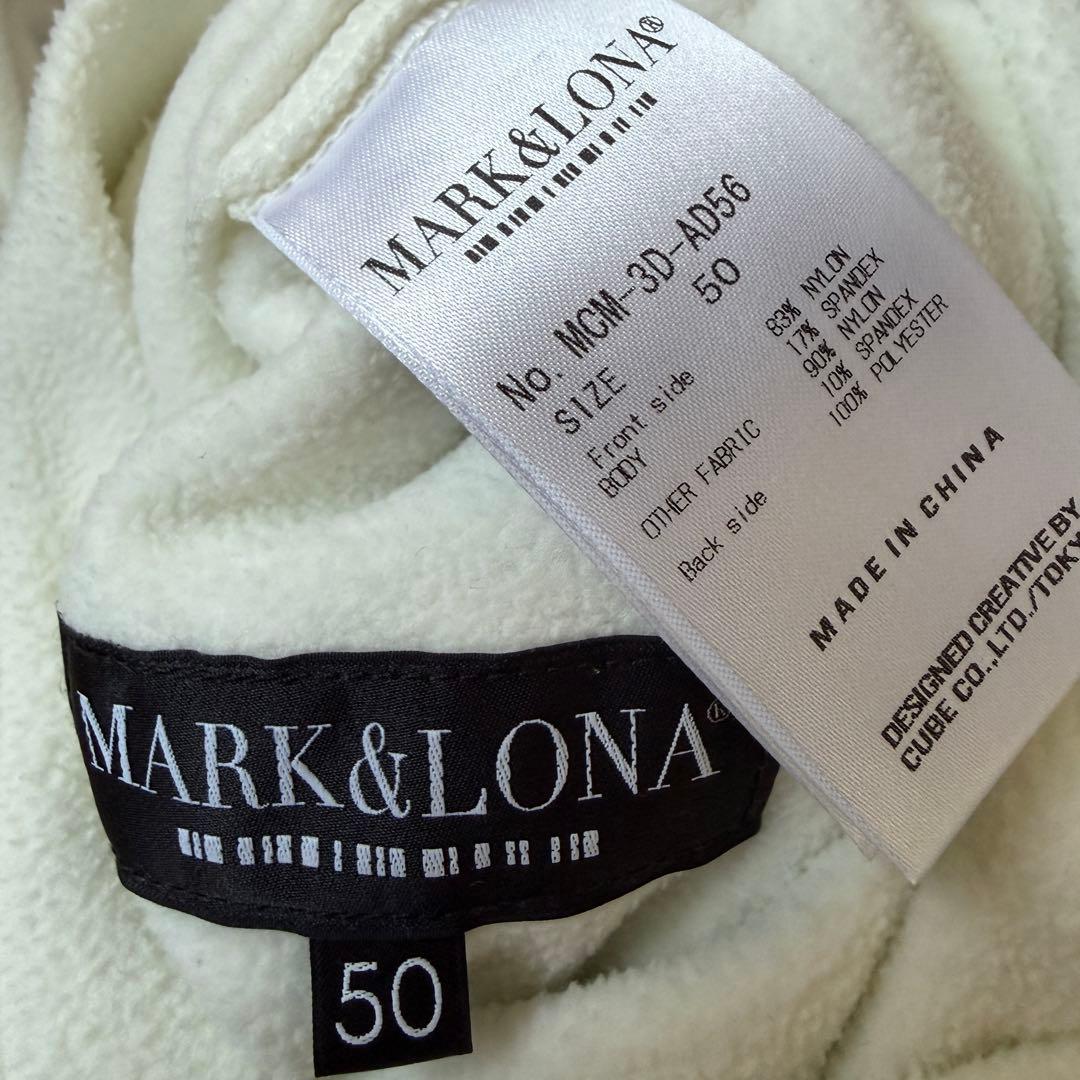 MARK&LONA®
No. MCM-3D-AD56
SIZE 50
Front side
BODY 83% NYLON
17% SPANDEX
OTHER FABRIC 90% NYLON
10% SPANDEX
Back side 100% POLYESTER
MADE IN CHINA
DESIGNED CREATIVE BY
CUBE CO.,LTD./TOKY
MARK&LONA®
50